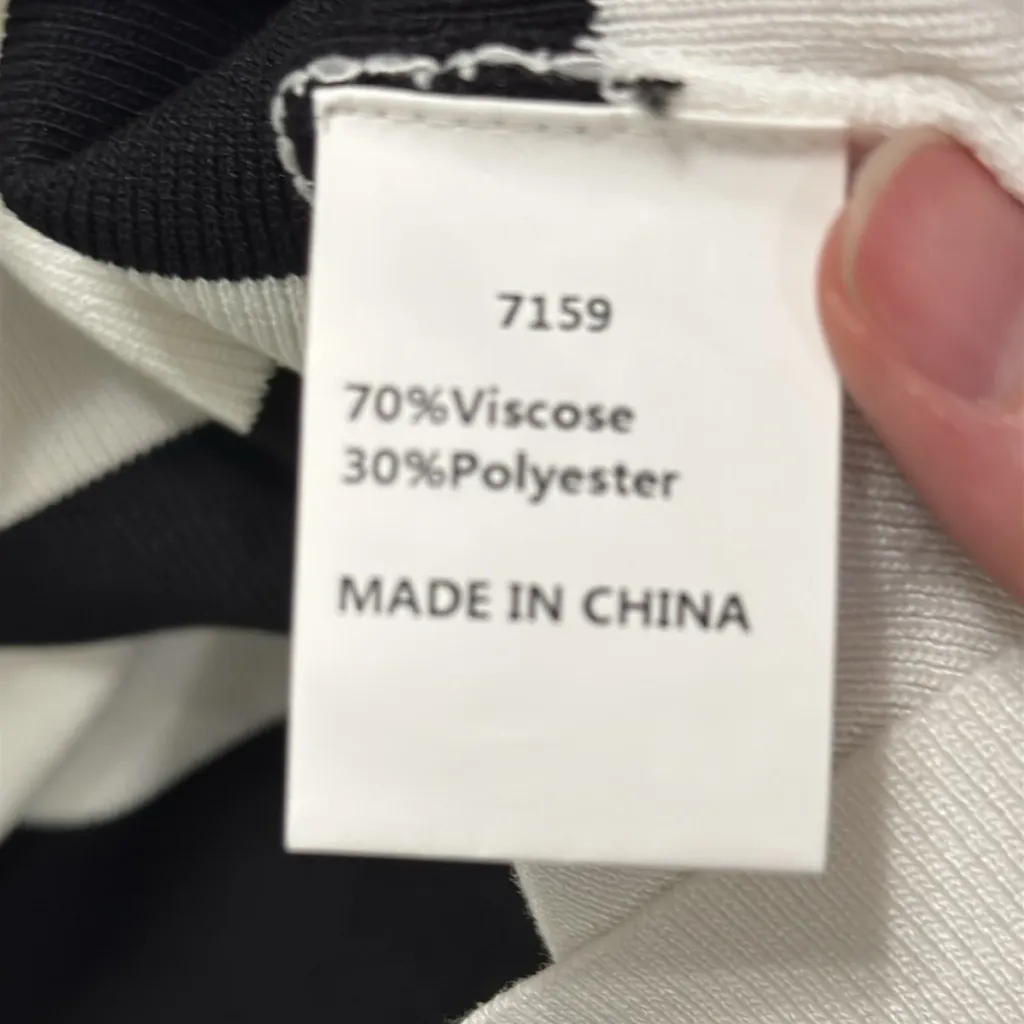 7159
70%Viscose
30%Polyester
MADE IN CHINA